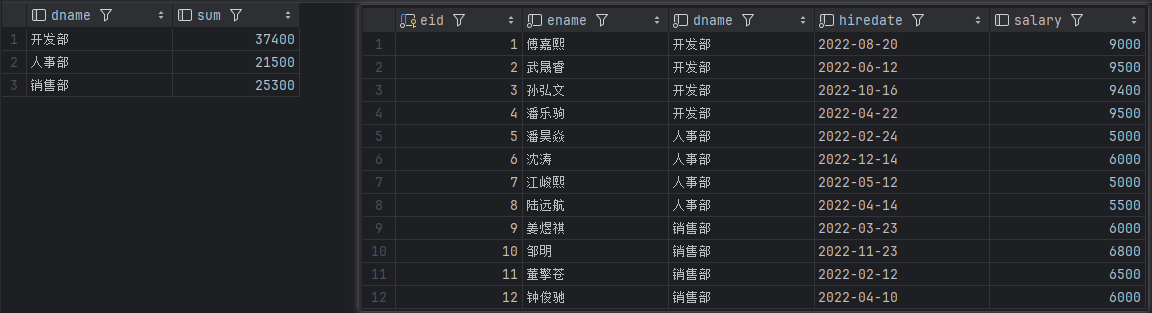 dname sum
1 开发部 37400
2 人事部 21500
3 销售部 25300
eid ename dname hiredate salary
1 1 傅嘉熙 开发部 2022-08-20 9000
2 2 武晟睿 开发部 2022-06-12 9500
3 3 孙弘文 开发部 2022-10-16 9400
4 4 潘乐驹 开发部 2022-04-22 9500
5 5 潘昊焱 人事部 2022-02-24 5000
6 6 沈涛 人事部 2022-12-14 6000
7 7 江峻熙 人事部 2022-05-12 5000
8 8 陆远航 人事部 2022-04-14 5500
9 9 姜煜祺 销售部 2022-03-23 6000
10 10 邹明 销售部 2022-11-23 6800
11 11 董擎苍 销售部 2022-02-12 6500
12 12 钟俊驰 销售部 2022-04-10 6000